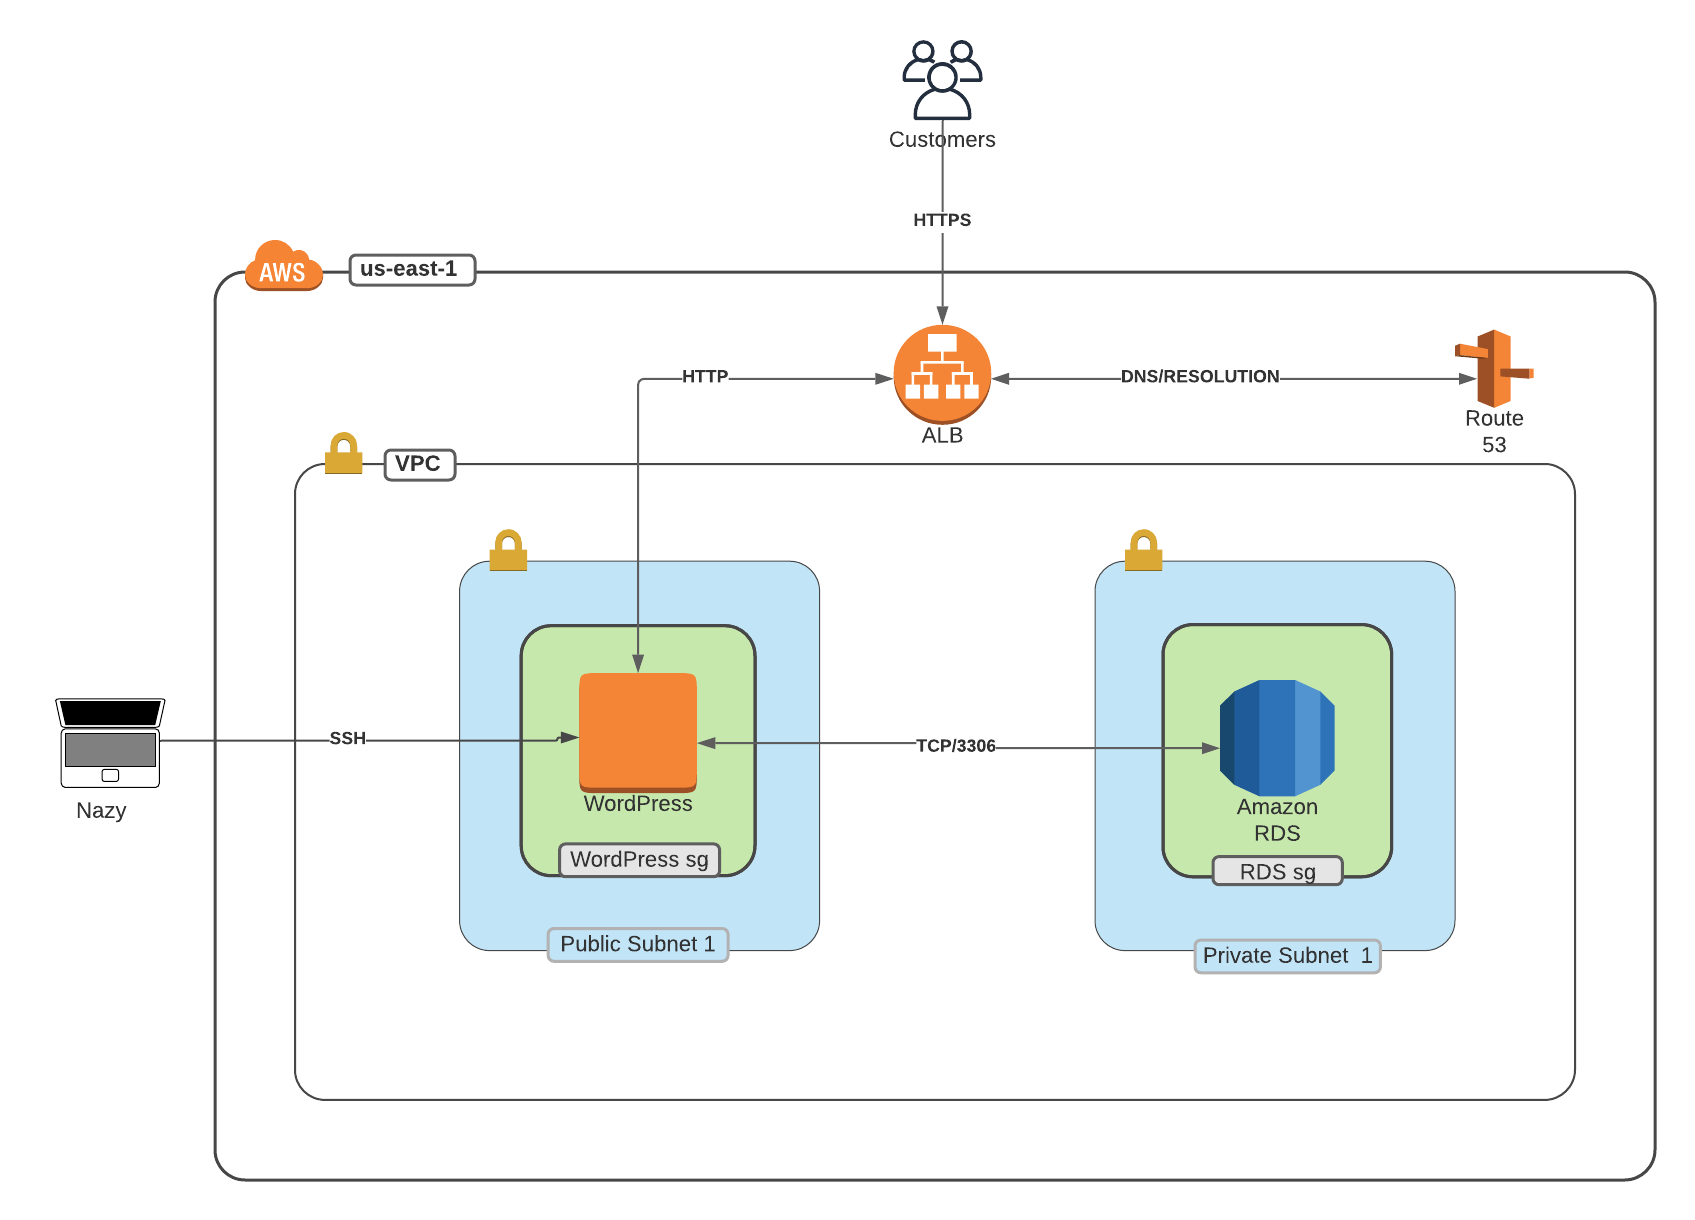 Customers
HTTPS
AWS
us-east-1
HTTP
DNS/RESOLUTION
ALB
Route
53
VPC
SSH
TCP/3306
Nazy
WordPress
Amazon
RDS
WordPress sg
RDS sg
Public Subnet 1
Private Subnet  1